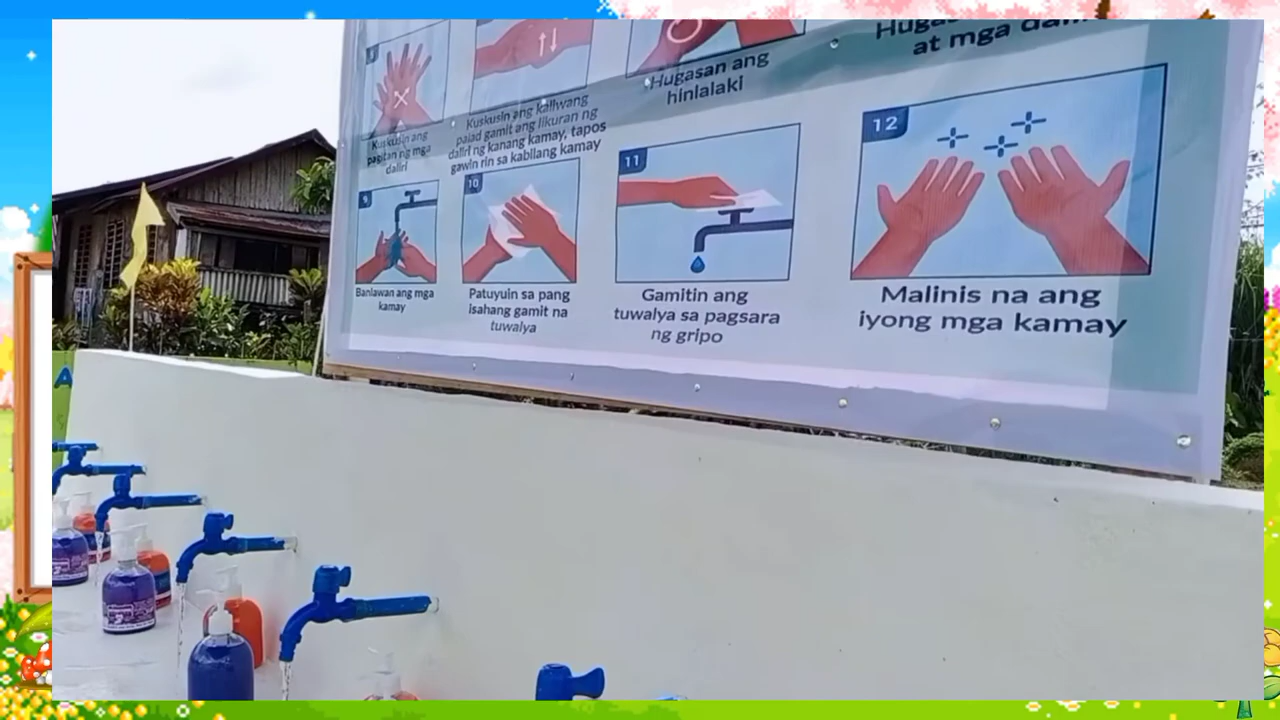 Kuskusin ang
pagitan ng mga
daliri
Kuskusin ang kaliwang
palad gamit ang likuran ng
daliri ng kanang kamay, tapos
gawin rin sa kabilang kamay
Hugasan ang
hinlalaki
at mga
9
Banlawan ang mga
kamay
10
Patuyuin sa pang
isahang gamit na
tuwalya
11
Gamitin ang
tuwalya sa pagsara
ng gripo
12
Malinis na ang
iyong mga kamay
A